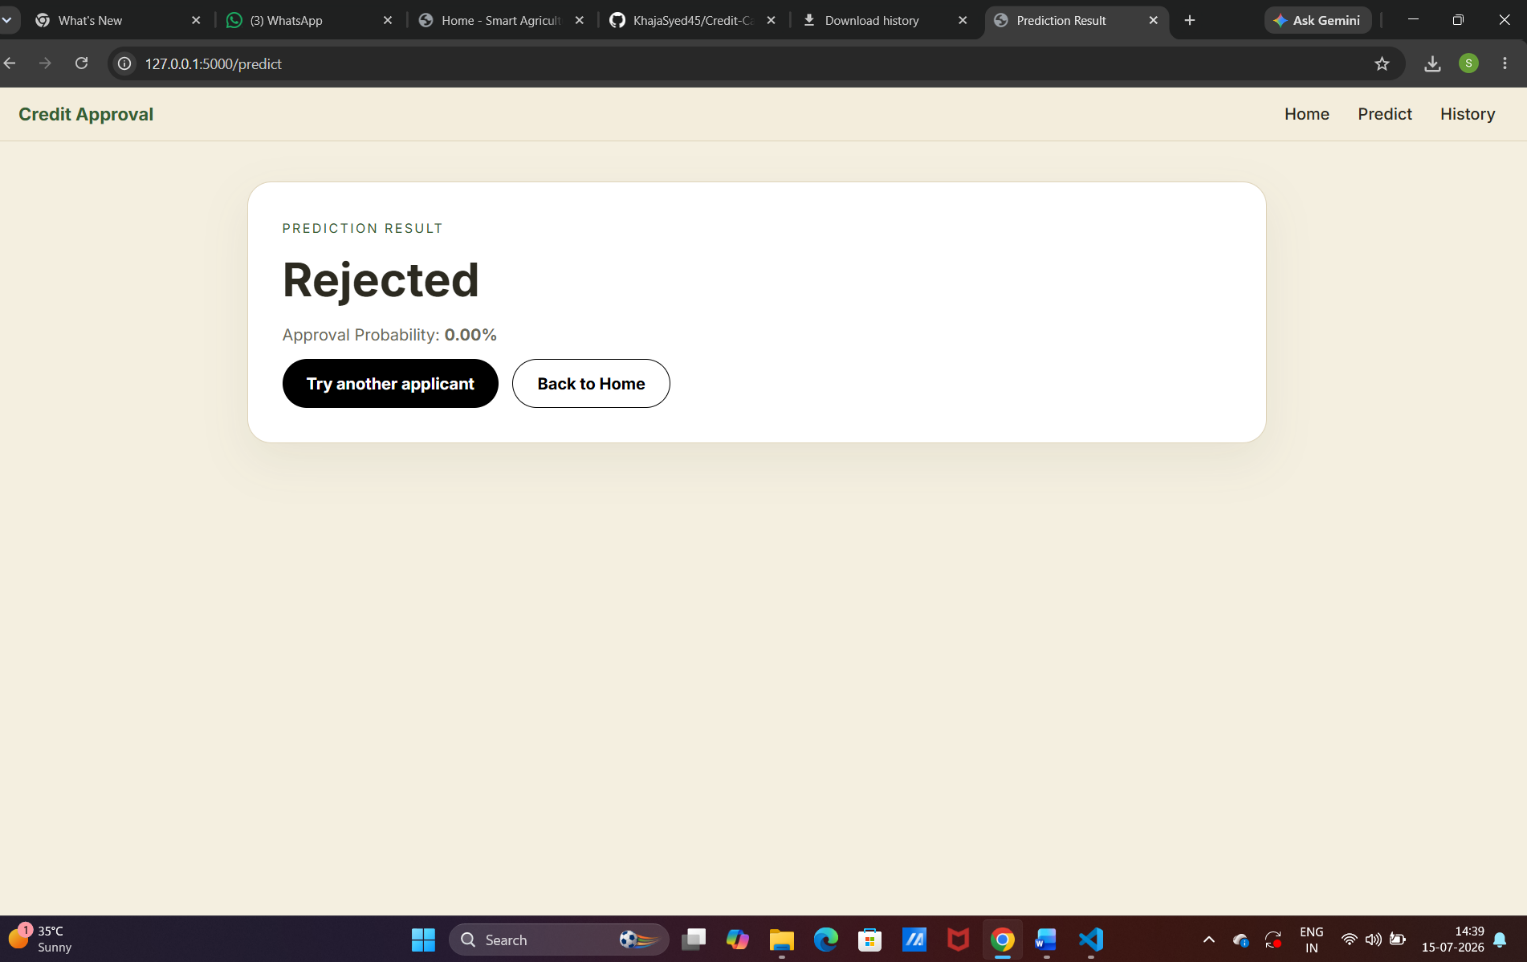 What's New
(3) WhatsApp
Home - Smart Agricult
KhajaSyed45/Credit-Ca
Download history
Prediction Result
Ask Gemini
127.0.0.1:5000/predict
S
Credit Approval
Home
Predict
History
PREDICTION RESULT
Rejected
Approval Probability: 0.00%
Try another applicant
Back to Home
1
35°C
Sunny
Search
W
ENG
IN
14:39
15-07-2026